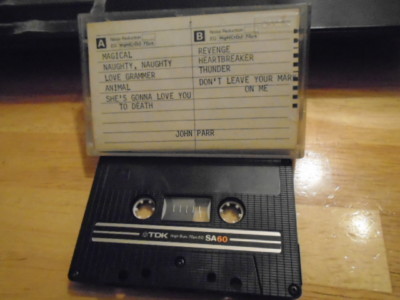 A
B
MAGICAL
NAUGHTY, NAUGHTY
LOVE GRAMMER
ANIMAL
SHE'S GONNA LOVE YOU
TO DEATH
REVENGE
HEARTBREAKER
THUNDER
DON'T LEAVE YOUR MARK
ON ME
JOHN PARR
TDK
SA60